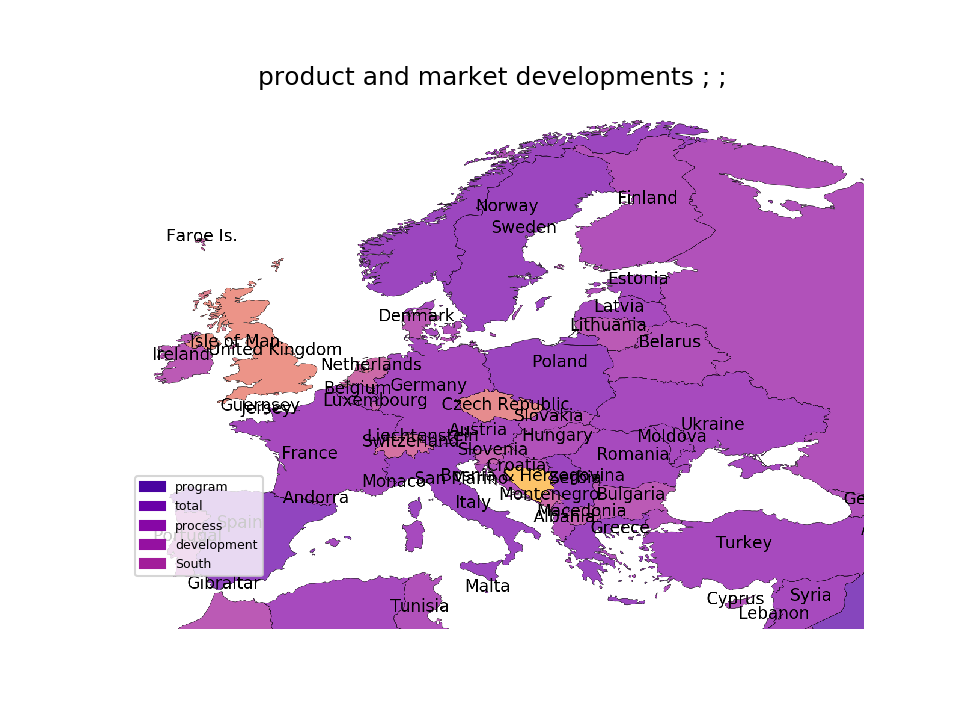 product and market developments ; ;
Norway
Finland
Sweden
Faroe Is.
Estonia
Latvia
Denmark
Lithuania
Isle of Man
Belarus
United Kingdom
Ireland
Netherlands
Poland
Belgium
Germany
Luxembourg
Czech Republic
Guernsey
Jersey
Slovakia
Ukraine
Austria
Liechtenstein
Hungary
Moldova
Switzerland
Slovenia
France
Romania
Croatia
Bosnia & Herzegovina
San Marino
Serbia
Monaco
Montenegro
Bulgaria
Andorra
Italy
Macedonia
Albania
Greece
Spain
Portugal
Turkey
Ge
Gibraltar
Malta
Syria
Cyprus
Tunisia
Lebanon
program
total
process
development
South